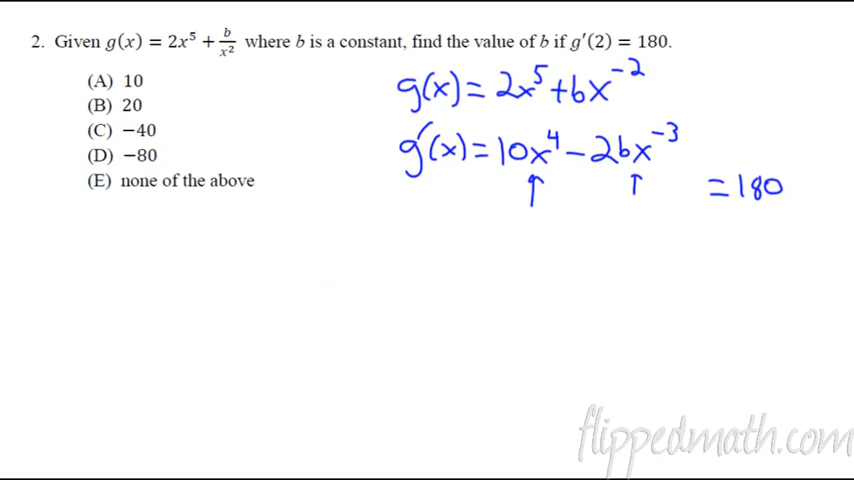 2. Given g(x) = 2x⁵ + b/x² where b is a constant, find the value of b if g′(2) = 180.
(A) 10
(B) 20
(C) −40
(D) −80
(E) none of the above
g(x) = 2x⁵ + bx⁻²
g′(x) = 10x⁴ − 2bx⁻³
↑ ↑ = 180
flippedmath.com